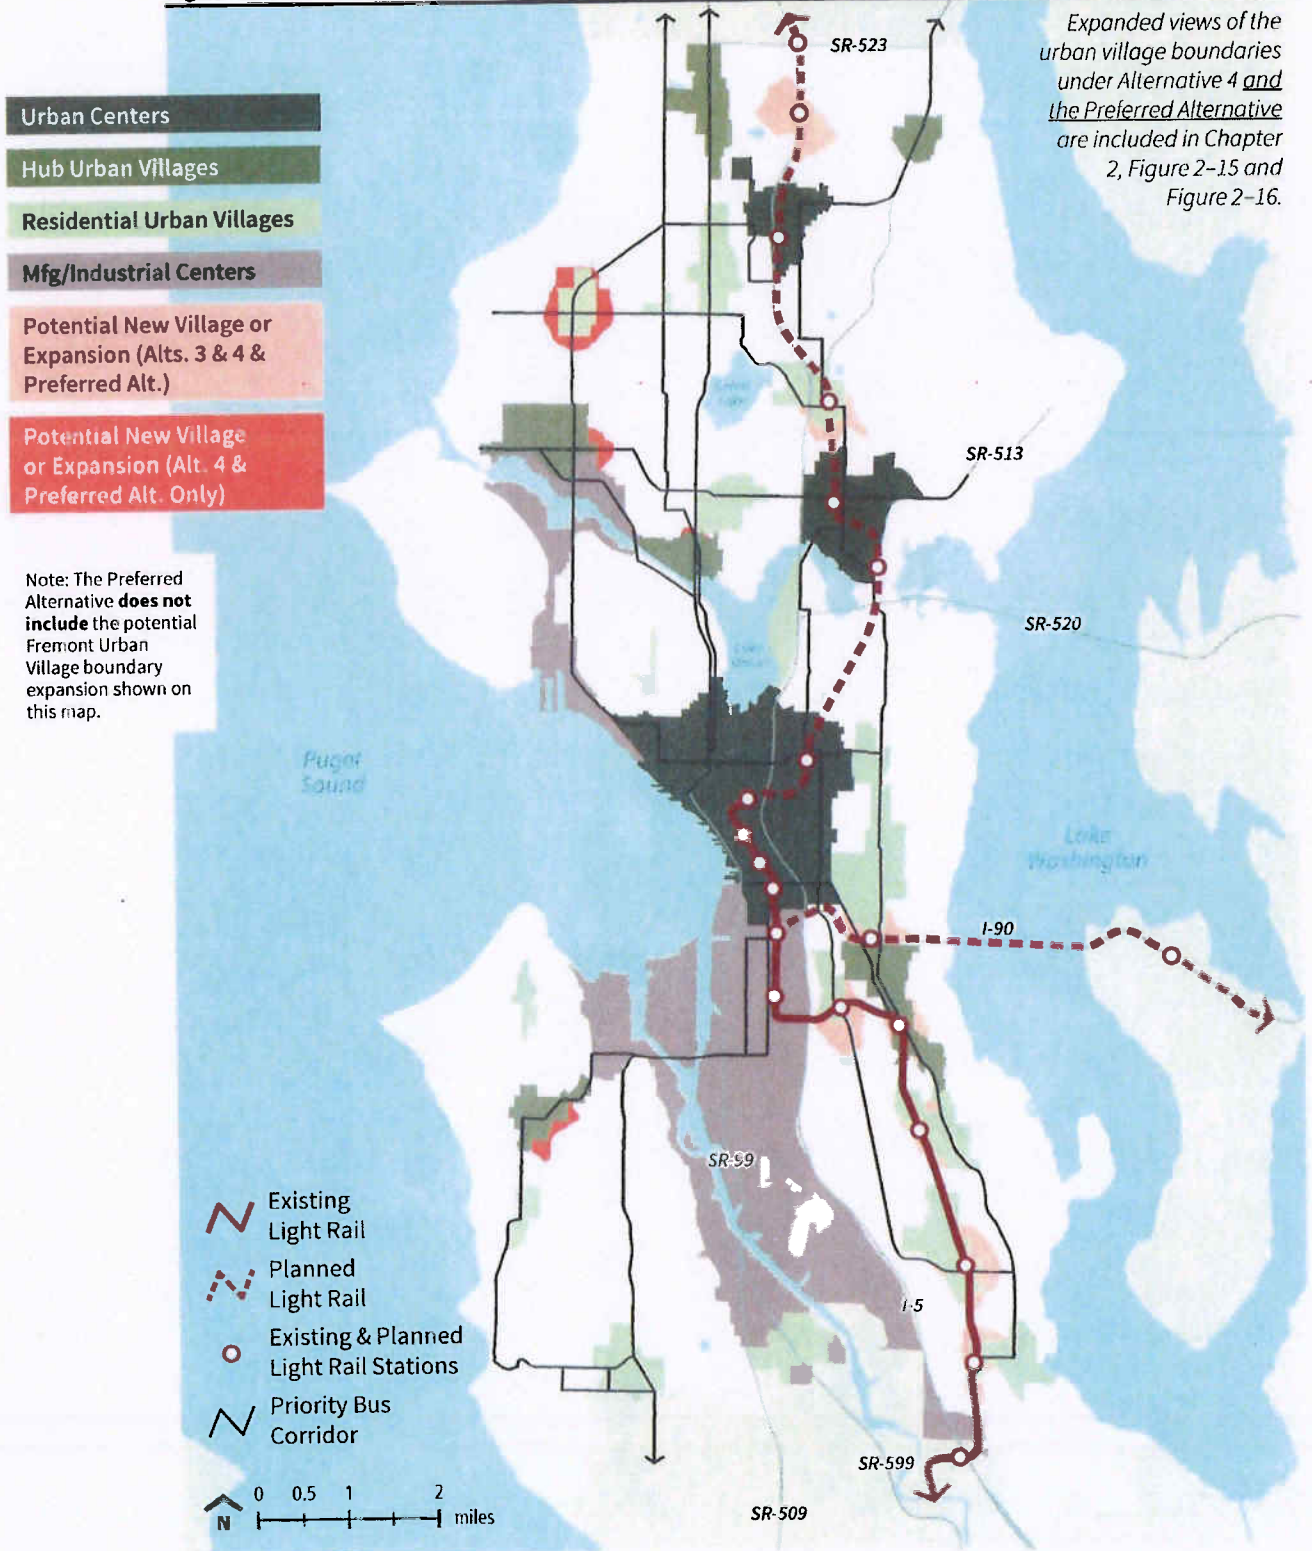 Expanded views of the
urban village boundaries
under Alternative 4 and
the Preferred Alternative
are included in Chapter
2, Figure 2-15 and
Figure 2-16.
Urban Centers
Hub Urban Villages
Residential Urban Villages
Mfg/Industrial Centers
Potential New Village or
Expansion (Alts. 3 & 4 &
Preferred Alt.)
Potential New Village
or Expansion (Alt. 4 &
Preferred Alt. Only)
Note: The Preferred
Alternative does not
include the potential
Fremont Urban
Village boundary
expansion shown on
this map.
SR-523
SR-513
SR-520
Puget
Sound
Lake
Washington
I-90
SR-99
I-5
SR-599
SR-509
Existing
Light Rail
Planned
Light Rail
Existing & Planned
Light Rail Stations
Priority Bus
Corridor
N
0 0.5 1 2
miles